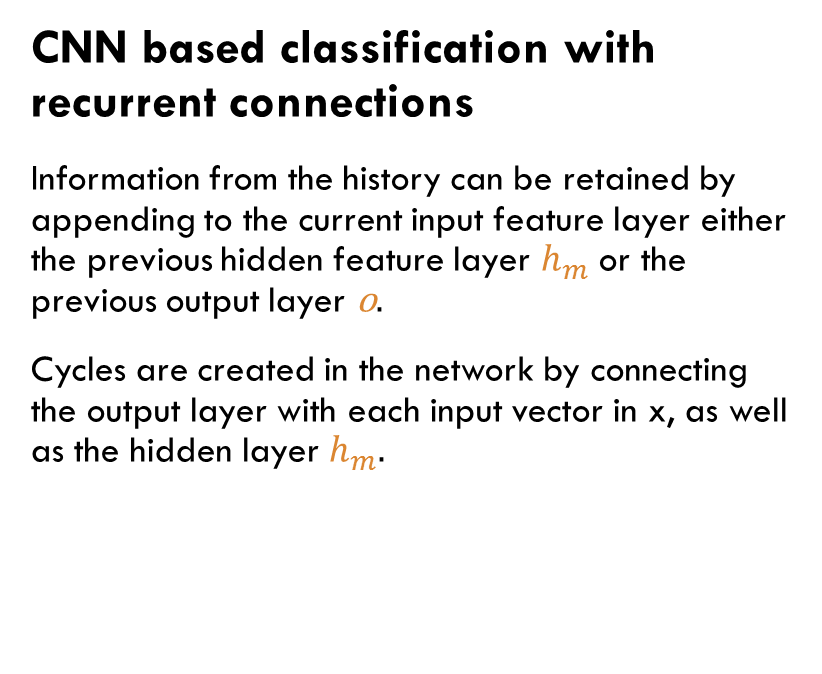 CNN based classification with
recurrent connections
Information from the history can be retained by
appending to the current input feature layer either
the previous hidden feature layer hₘ or the
previous output layer o.
Cycles are created in the network by connecting
the output layer with each input vector in x, as well
as the hidden layer hₘ.